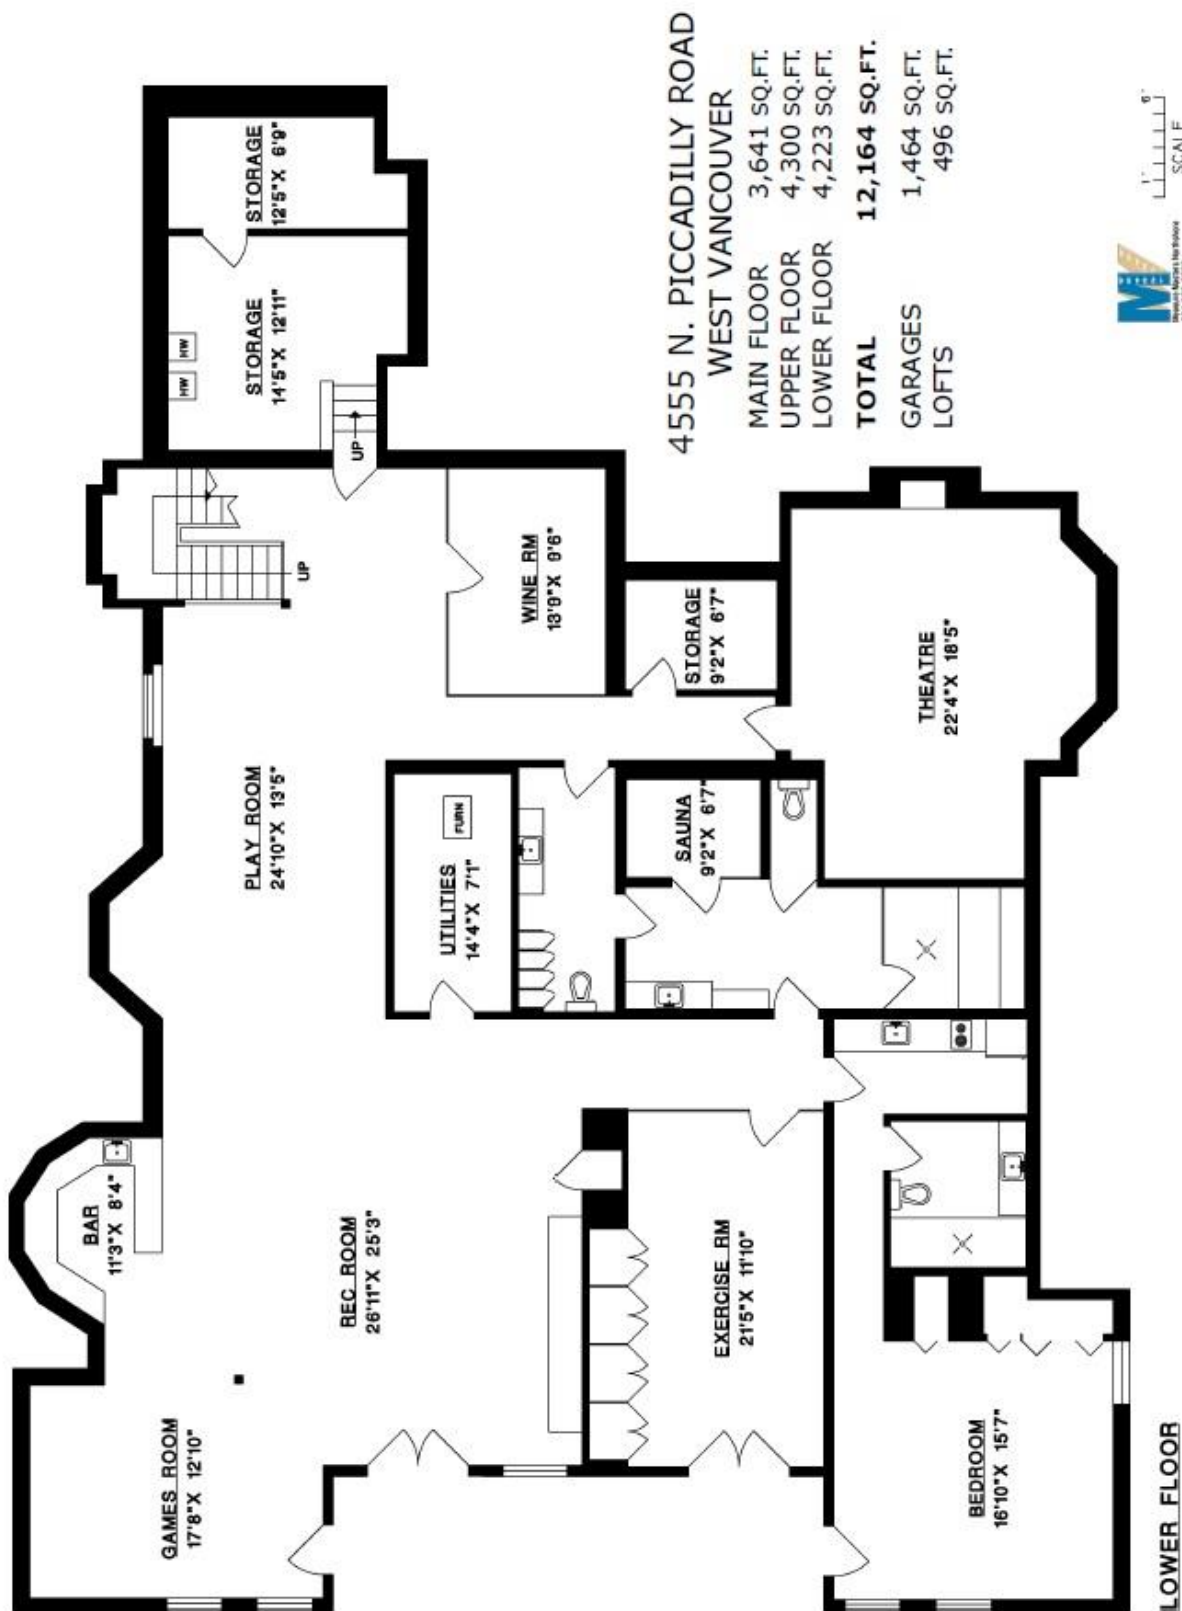 4555 N. PICCADILLY ROAD
WEST VANCOUVER
MAIN FLOOR 3,641 SQ.FT.
UPPER FLOOR 4,300 SQ.FT.
LOWER FLOOR 4,223 SQ.FT.
TOTAL 12,164 SQ.FT.
GARAGES 1,464 SQ.FT.
LOFTS 496 SQ.FT.
STORAGE
12'5"X 6'9"
STORAGE
14'5"X 12'11"
HW
HW
UP
UP
WINE RM
13'9"X 9'6"
STORAGE
9'2"X 6'7"
THEATRE
22'4"X 18'5"
PLAY ROOM
24'10"X 13'5"
UTILITIES
14'4"X 7'1"
FURN
SAUNA
9'2"X 6'7"
BAR
11'3"X 8'4"
REC ROOM
26'11"X 25'3"
EXERCISE RM
21'5"X 11'10"
GAMES ROOM
17'8"X 12'10"
BEDROOM
16'10"X 15'7"
LOWER FLOOR
1'
6'
SCALE